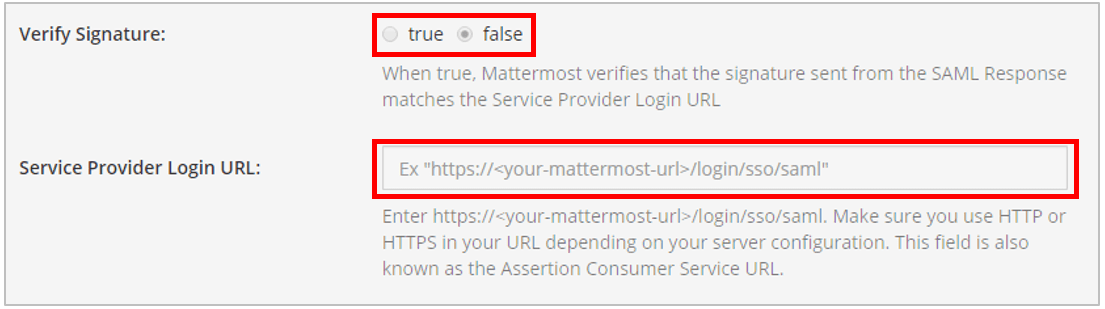 Verify Signature: true false
When true, Mattermost verifies that the signature sent from the SAML Response
matches the Service Provider Login URL
Service Provider Login URL: Ex "https://<your-mattermost-url>/login/sso/saml"
Enter https://<your-mattermost-url>/login/sso/saml. Make sure you use HTTP or
HTTPS in your URL depending on your server configuration. This field is also
known as the Assertion Consumer Service URL.